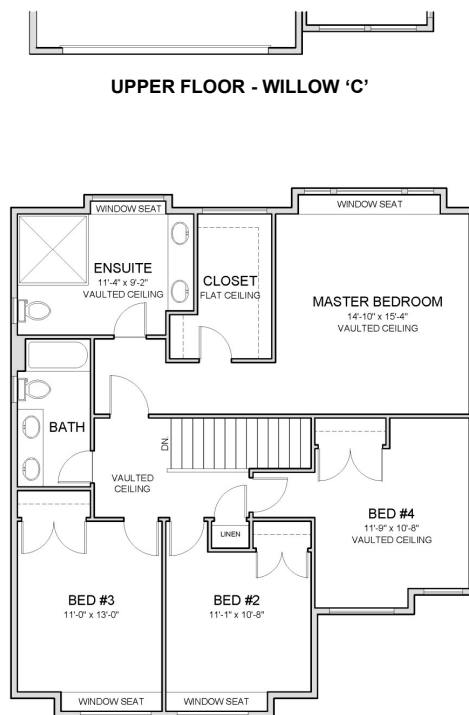 UPPER FLOOR - WILLOW ‘C’
WINDOW SEAT
WINDOW SEAT
ENSUITE
11'-4" x 9'-2"
VAULTED CEILING
CLOSET
FLAT CEILING
MASTER BEDROOM
14'-10" x 15'-4"
VAULTED CEILING
BATH
DN.
VAULTED
CEILING
LINEN
BED #4
11'-9" x 10'-8"
VAULTED CEILING
BED #3
11'-0" x 13'-0"
BED #2
11'-1" x 10'-8"
WINDOW SEAT
WINDOW SEAT